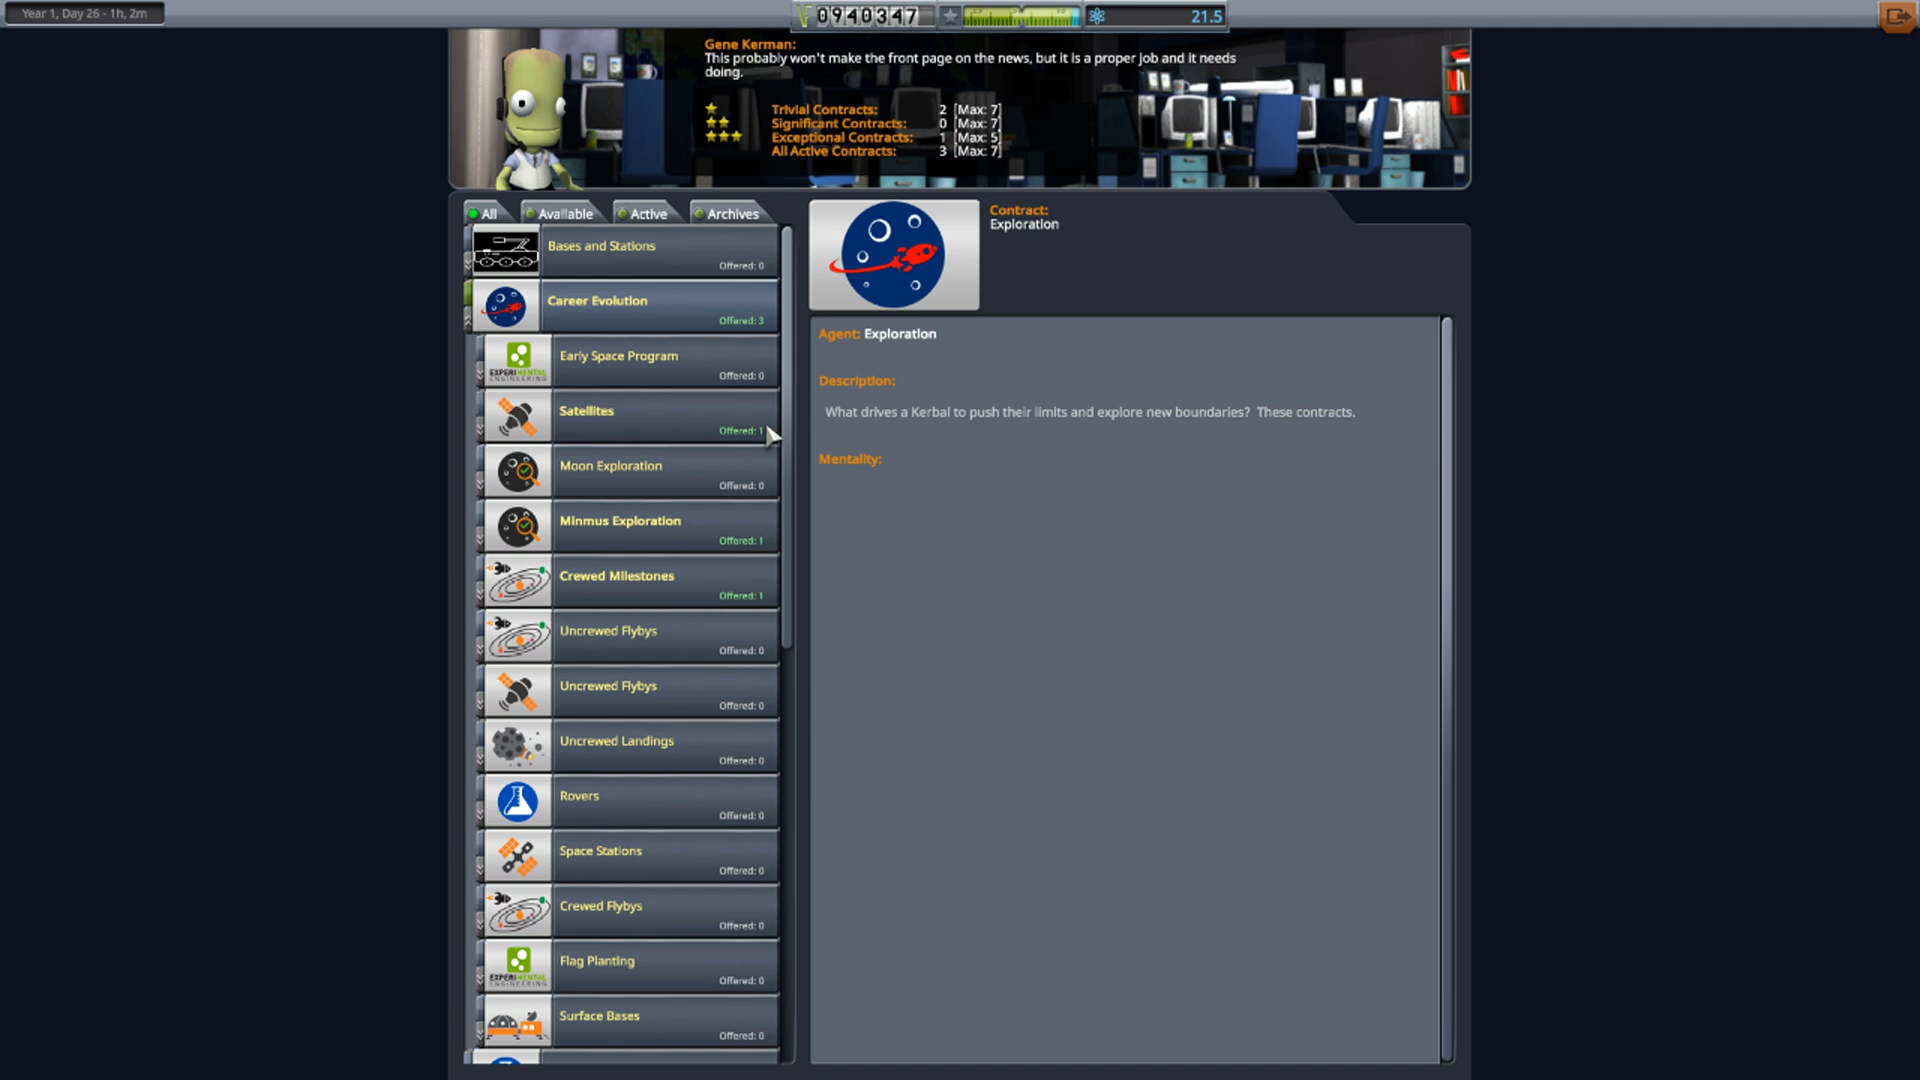 Year 1, Day 26 - 1h, 2m
0940347
21.5
Gene Kerman:
This probably won't make the front page on the news, but it is a proper job and it needs
doing.
Trivial Contracts: 2 [Max: 7]
Significant Contracts: 0 [Max: 7]
Exceptional Contracts: 1 [Max: 5]
All Active Contracts: 3 [Max: 7]
All
Available
Active
Archives
Contract:
Exploration
Bases and Stations
Offered: 0
Career Evolution
Offered: 3
Early Space Program
Offered: 0
EXPERIMENTAL
ENGINEERING
Satellites
Offered: 1
Moon Exploration
Offered: 0
Minmus Exploration
Offered: 1
Crewed Milestones
Offered: 1
Uncrewed Flybys
Offered: 0
Uncrewed Flybys
Offered: 0
Uncrewed Landings
Offered: 0
Rovers
Offered: 0
Space Stations
Offered: 0
Crewed Flybys
Offered: 0
Flag Planting
Offered: 0
EXPERIMENTAL
ENGINEERING
Surface Bases
Offered: 0
Agent: Exploration
Description:
What drives a Kerbal to push their limits and explore new boundaries? These contracts.
Mentality: